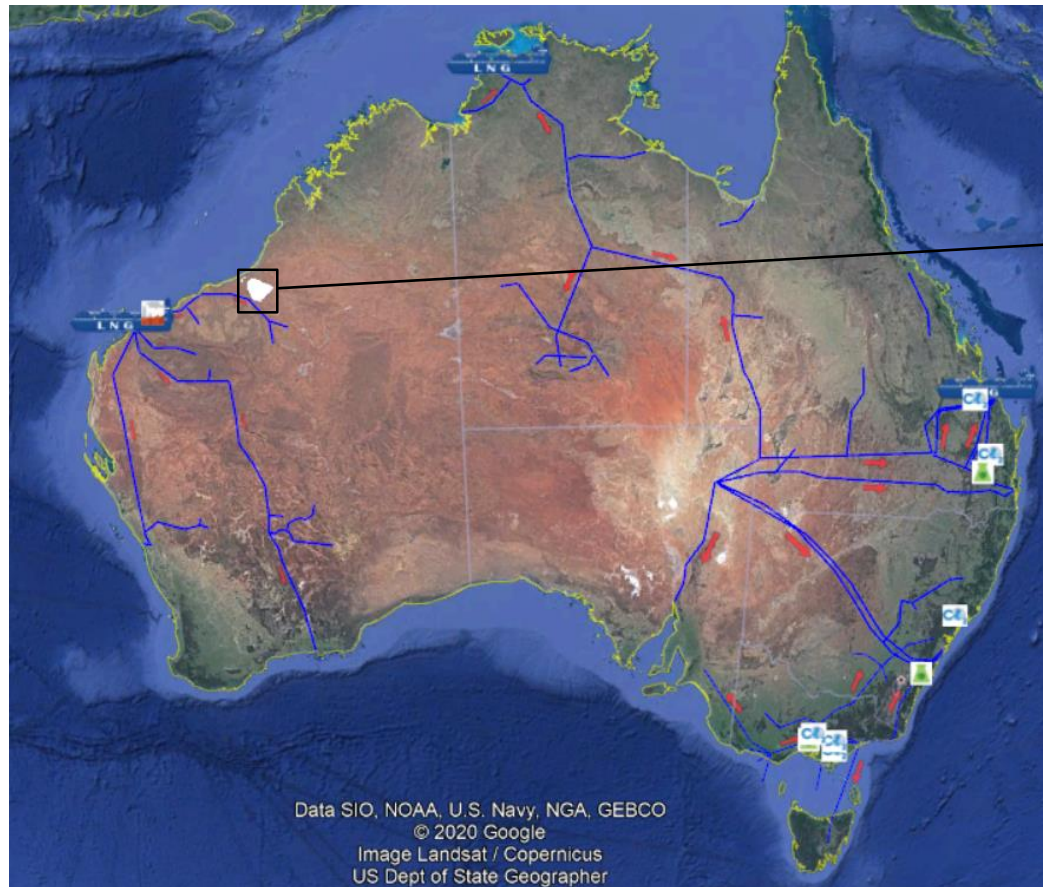 LNG
LNG
Data SIO, NOAA, U.S. Navy, NGA, GEBCO
© 2020 Google
Image Landsat / Copernicus
US Dept of State Geographer